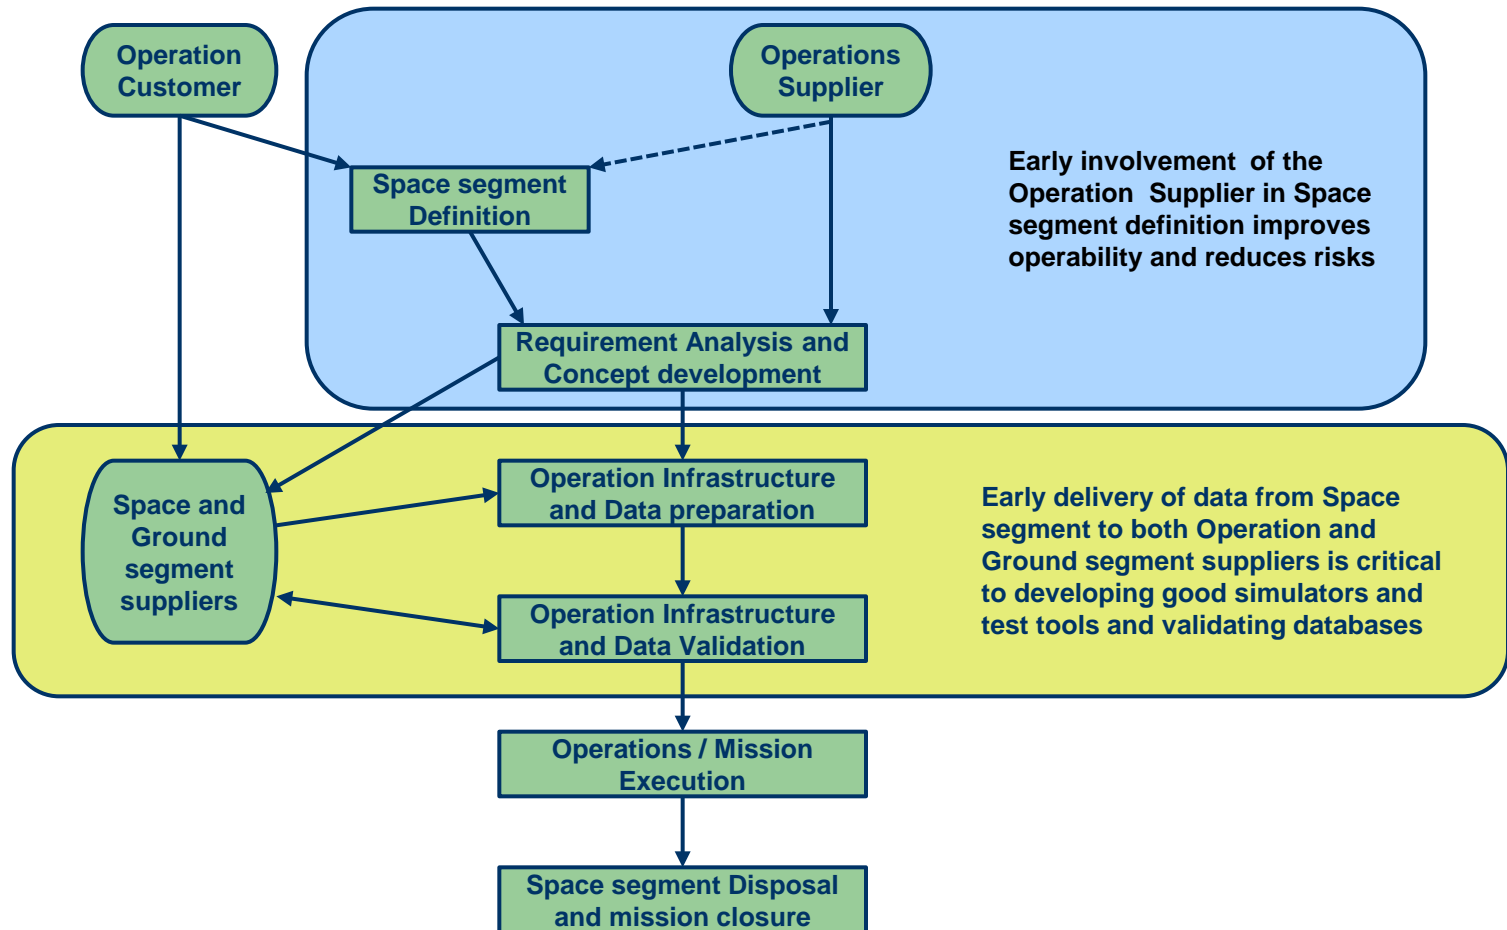 Operation
Customer
Operations
Supplier
Space segment
Definition
Early involvement of the
Operation Supplier in Space
segment definition improves
operability and reduces risks
Requirement Analysis and
Concept development
Space and
Ground
segment
suppliers
Operation Infrastructure
and Data preparation
Early delivery of data from Space
segment to both Operation and
Ground segment suppliers is critical
to developing good simulators and
test tools and validating databases
Operation Infrastructure
and Data Validation
Operations / Mission
Execution
Space segment Disposal
and mission closure